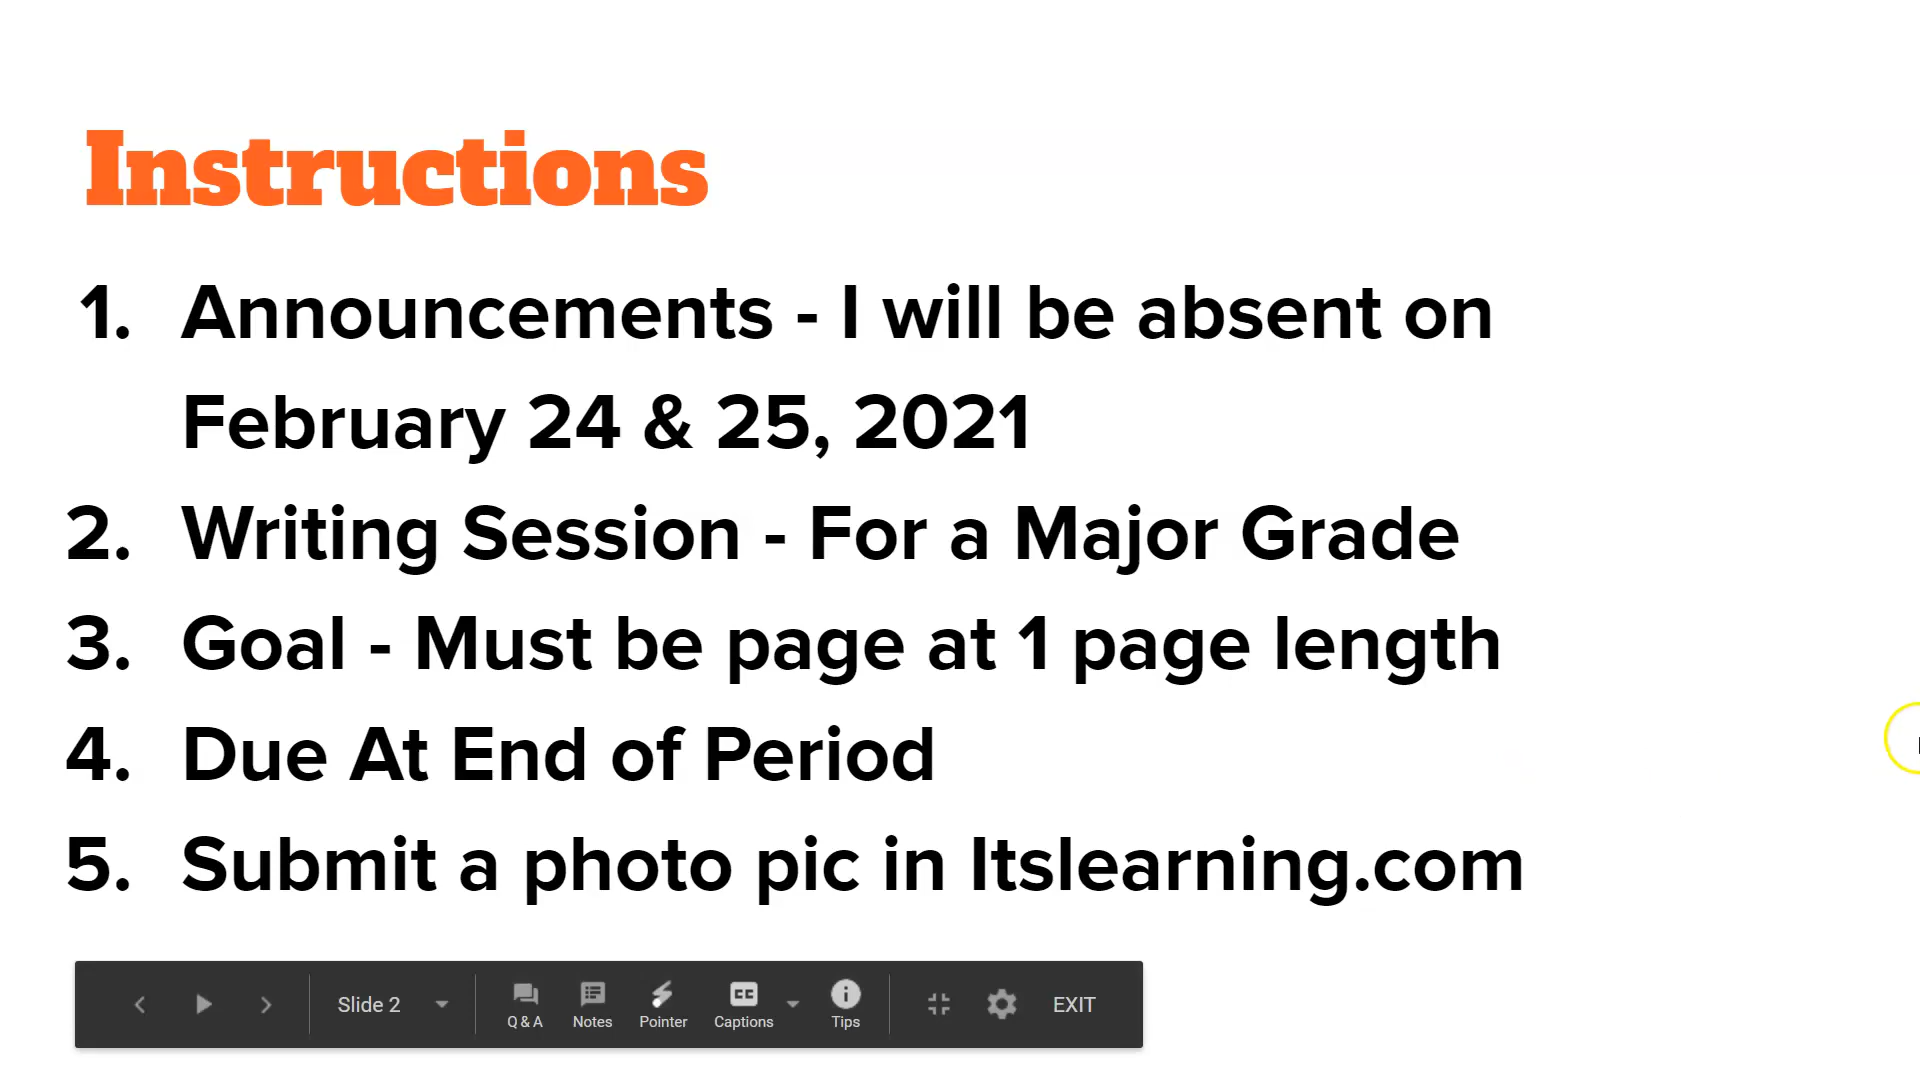 Instructions
1. Announcements - I will be absent on
February 24 & 25, 2021
2. Writing Session - For a Major Grade
3. Goal - Must be page at 1 page length
4. Due At End of Period
5. Submit a photo pic in Itslearning.com
Slide 2 Q & A Notes Pointer CC Captions Tips EXIT